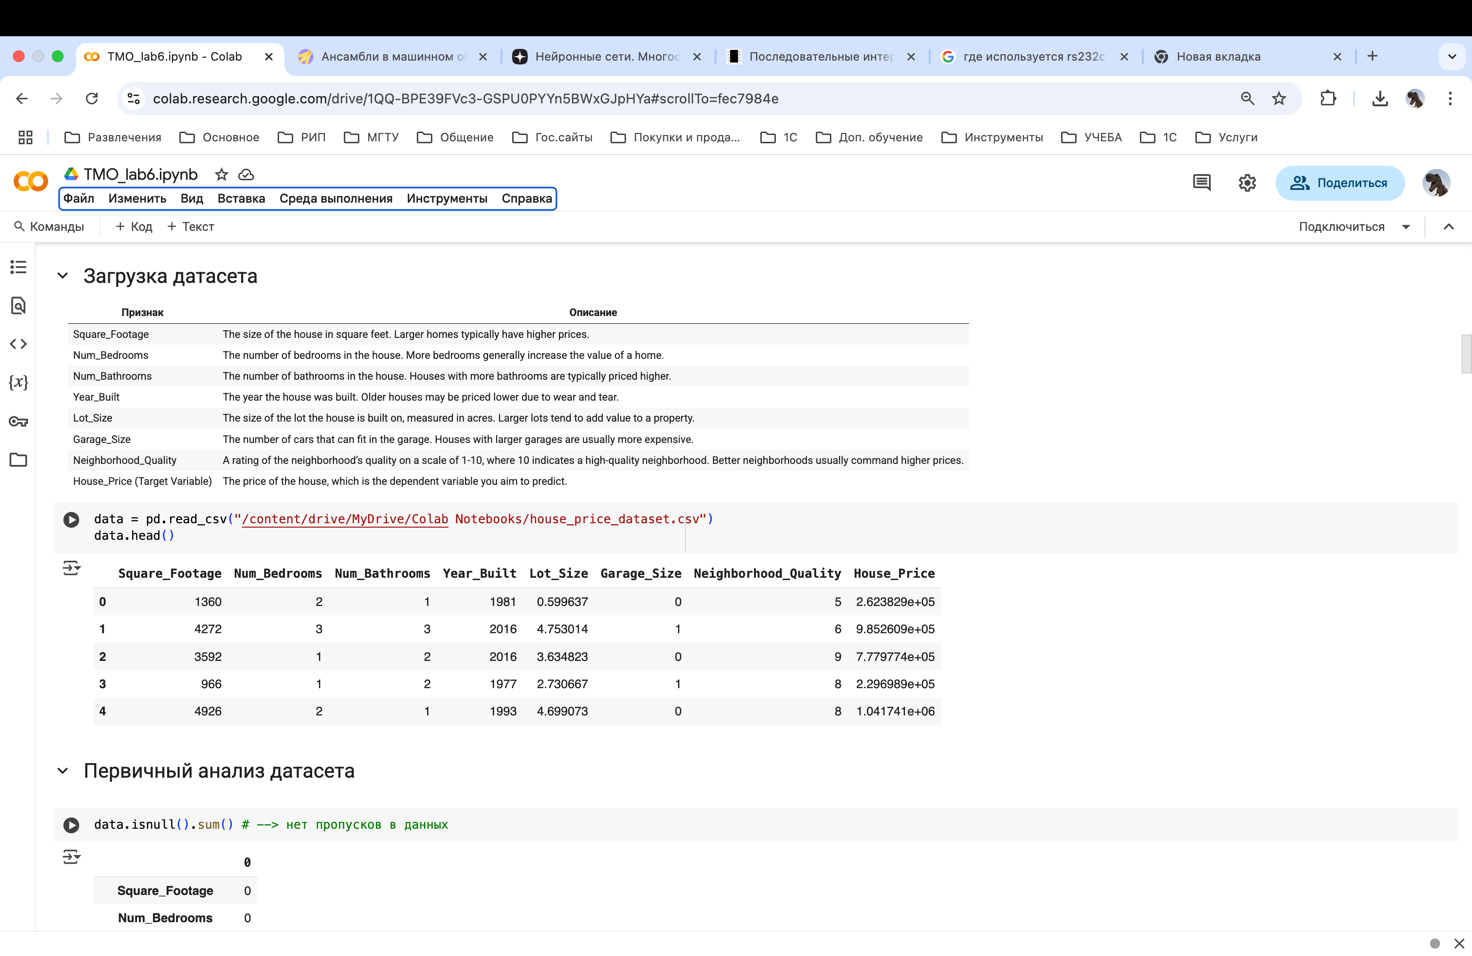 TMO_lab6.ipynb - Colab
Ансамбли в машинном о
Нейронные сети. Многос
Последовательные интер
где используется rs232c
Новая вкладка
colab.research.google.com/drive/1QQ-BPE39FVc3-GSPU0PYYn5BWxGJpHYa#scrollTo=fec7984e
Развлечения Основное РИП МГТУ Общение Гос.сайты Покупки и прода... 1С Доп. обучение Инструменты УЧЕБА 1С Услуги
TMO_lab6.ipynb
Файл Изменить Вид Вставка Среда выполнения Инструменты Справка
Поделиться
Команды + Код + Текст
Подключиться
Загрузка датасета
Признак Описание
Square_Footage The size of the house in square feet. Larger homes typically have higher prices.
Num_Bedrooms The number of bedrooms in the house. More bedrooms generally increase the value of a home.
Num_Bathrooms The number of bathrooms in the house. Houses with more bathrooms are typically priced higher.
Year_Built The year the house was built. Older houses may be priced lower due to wear and tear.
Lot_Size The size of the lot the house is built on, measured in acres. Larger lots tend to add value to a property.
Garage_Size The number of cars that can fit in the garage. Houses with larger garages are usually more expensive.
Neighborhood_Quality A rating of the neighborhood's quality on a scale of 1-10, where 10 indicates a high-quality neighborhood. Better neighborhoods usually command higher prices.
House_Price (Target Variable) The price of the house, which is the dependent variable you aim to predict.
data = pd.read_csv("/content/drive/MyDrive/Colab Notebooks/house_price_dataset.csv")
data.head()
Square_Footage Num_Bedrooms Num_Bathrooms Year_Built Lot_Size Garage_Size Neighborhood_Quality House_Price
0 1360 2 1 1981 0.599637 0 5 2.623829e+05
1 4272 3 3 2016 4.753014 1 6 9.852609e+05
2 3592 1 2 2016 3.634823 0 9 7.779774e+05
3 966 1 2 1977 2.730667 1 8 2.296989e+05
4 4926 2 1 1993 4.699073 0 8 1.041741e+06
Первичный анализ датасета
data.isnull().sum() # --> нет пропусков в данных
0
Square_Footage 0
Num_Bedrooms 0